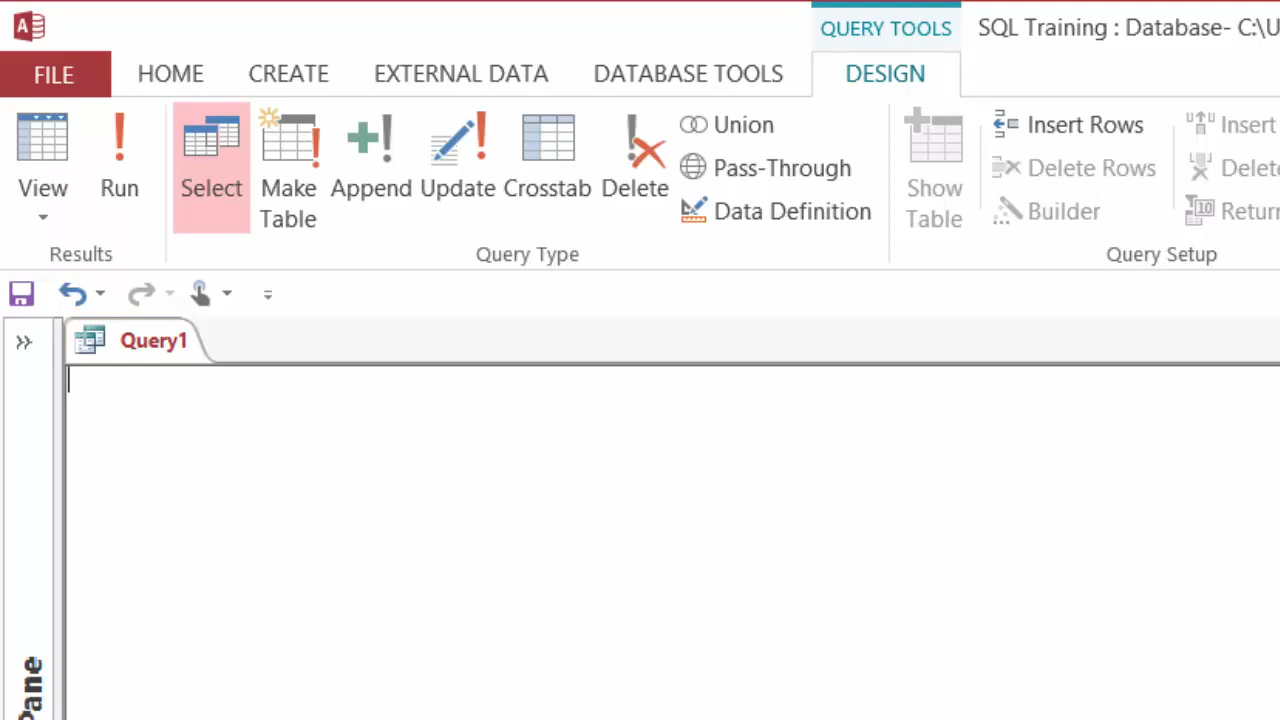 QUERY TOOLS SQL Training : Database- C:\U
FILE HOME CREATE EXTERNAL DATA DATABASE TOOLS DESIGN
View Run Select Make Table Append Update Crosstab Delete
Union
Pass-Through
Data Definition
Show Table
Insert Rows
Delete Rows
Builder
Insert
Delet
Return
Results Query Type Query Setup
Query1
Pane